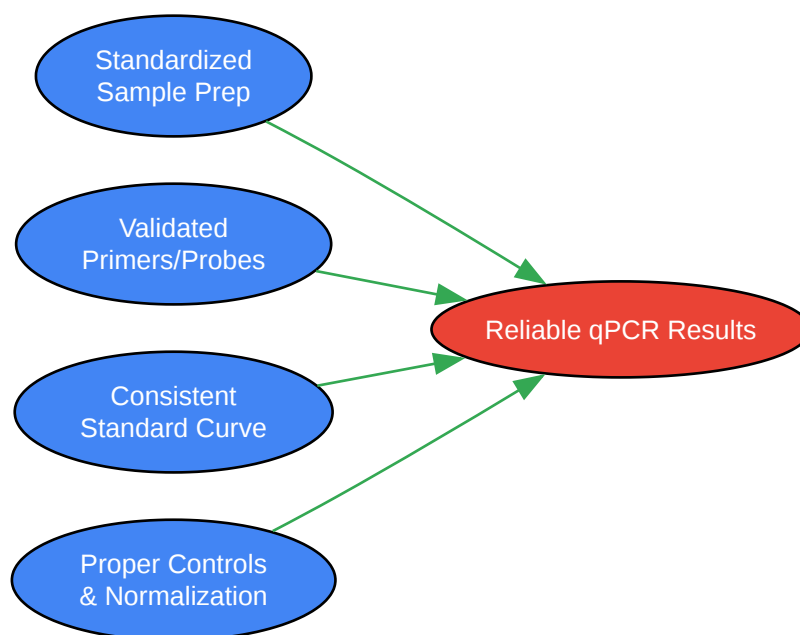 Standardized
Sample Prep
Validated
Primers/Probes
Reliable qPCR Results
Consistent
Standard Curve
Proper Controls
& Normalization